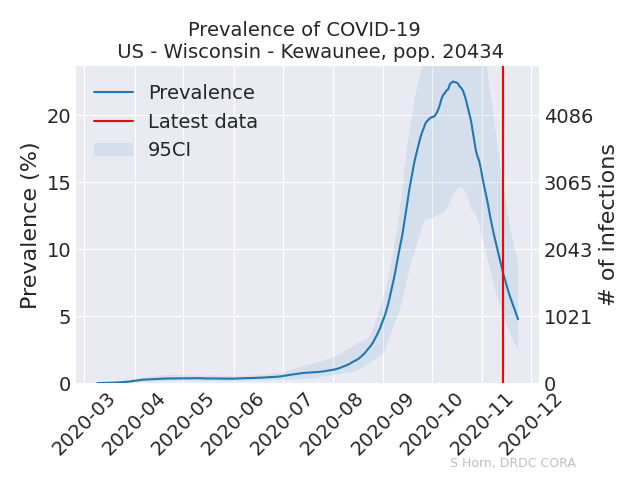 Prevalence of COVID-19
US - Wisconsin - Kewaunee, pop. 20434
Prevalence
Latest data
95CI
Prevalence (%)
20
15
10
5
0
4086
3065
2043
1021
0
# of infections
2020-03
2020-04
2020-05
2020-06
2020-07
2020-08
2020-09
2020-10
2020-11
2020-12
S Horn, DRDC CORA